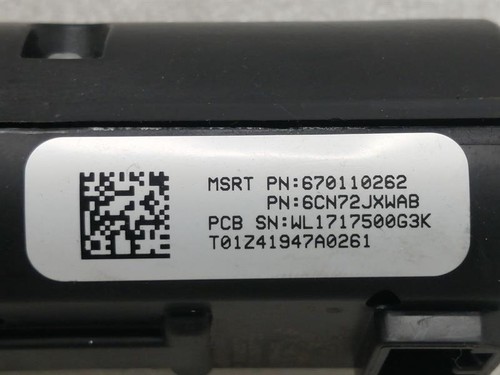 MSRT PN:670110262
PN:6CN72JXWAB
PCB SN:WL1717500G3K
T01Z41947A0261